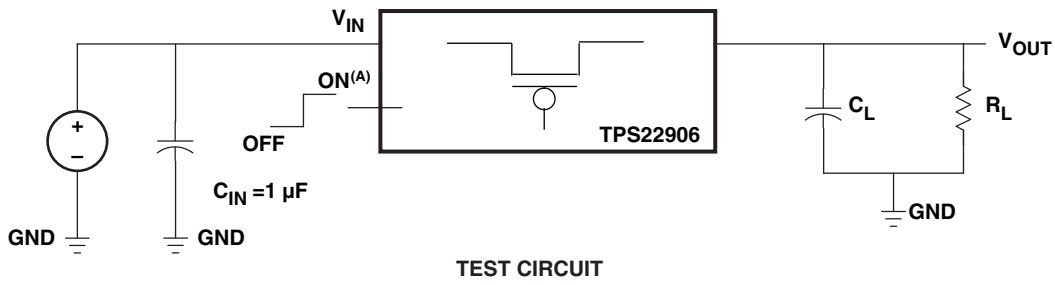 V_IN
V_OUT
ON(A)
+
–
OFF
C_L
R_L
TPS22906
C_IN =1 µF
GND
GND
GND
TEST CIRCUIT